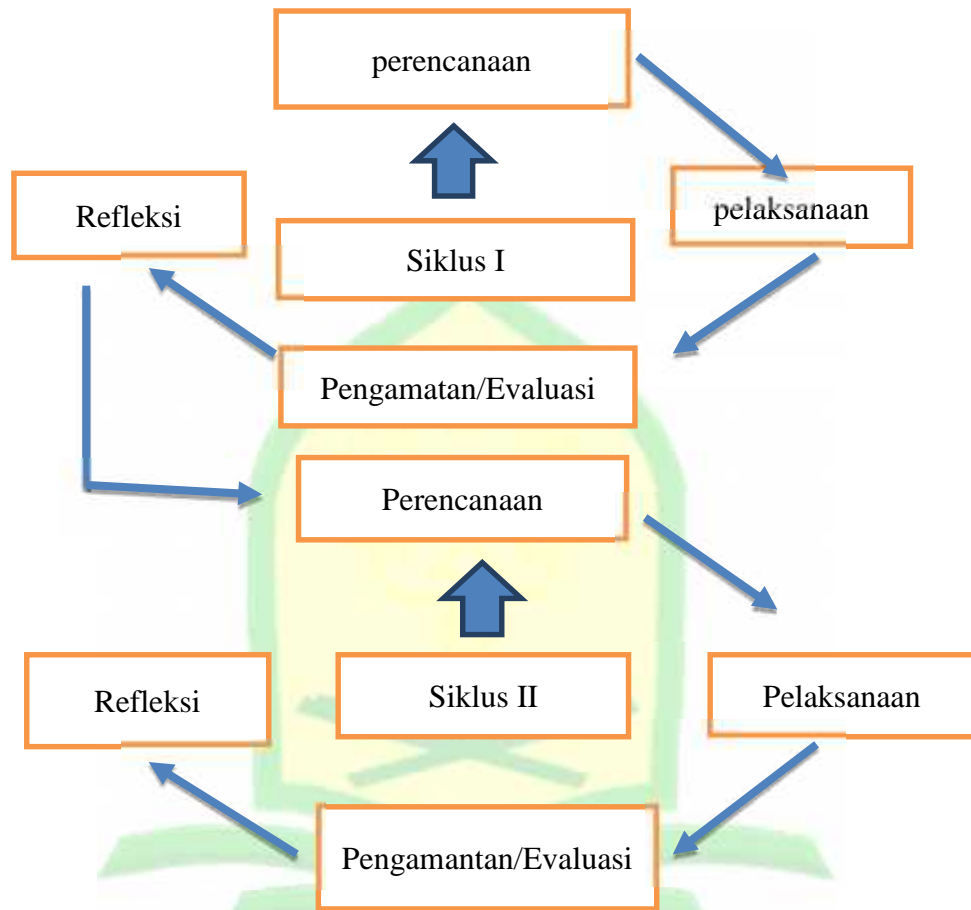 perencanaan
Refleksi
pelaksanaan
Siklus I
Pengamatan/Evaluasi
Perencanaan
Refleksi
Siklus II
Pelaksanaan
Pengamantan/Evaluasi